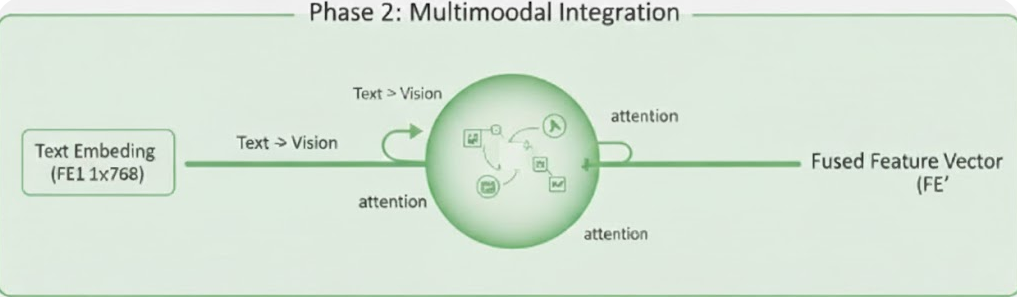 Phase 2: Multimoodal Integration
Text > Vision
attention
Text → Vision
Text Embeding
(FE1 1x768)
Fused Feature Vector
(FE’
attention
attention